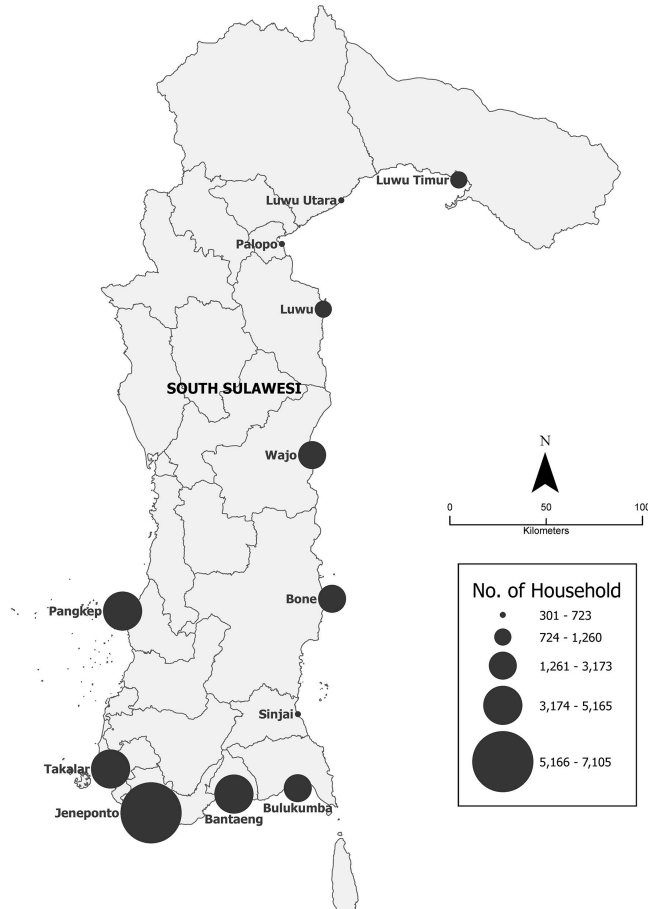 Luwu Timur
Luwu Utara
Palopo
Luwu
SOUTH SULAWESI
Wajo
N
0 50 100
Kilometers
No. of Household
301 - 723
724 - 1,260
1,261 - 3,173
3,174 - 5,165
5,166 - 7,105
Pangkep
Bone
Sinjai
Takalar
Jeneponto
Bantaeng
Bulukumba